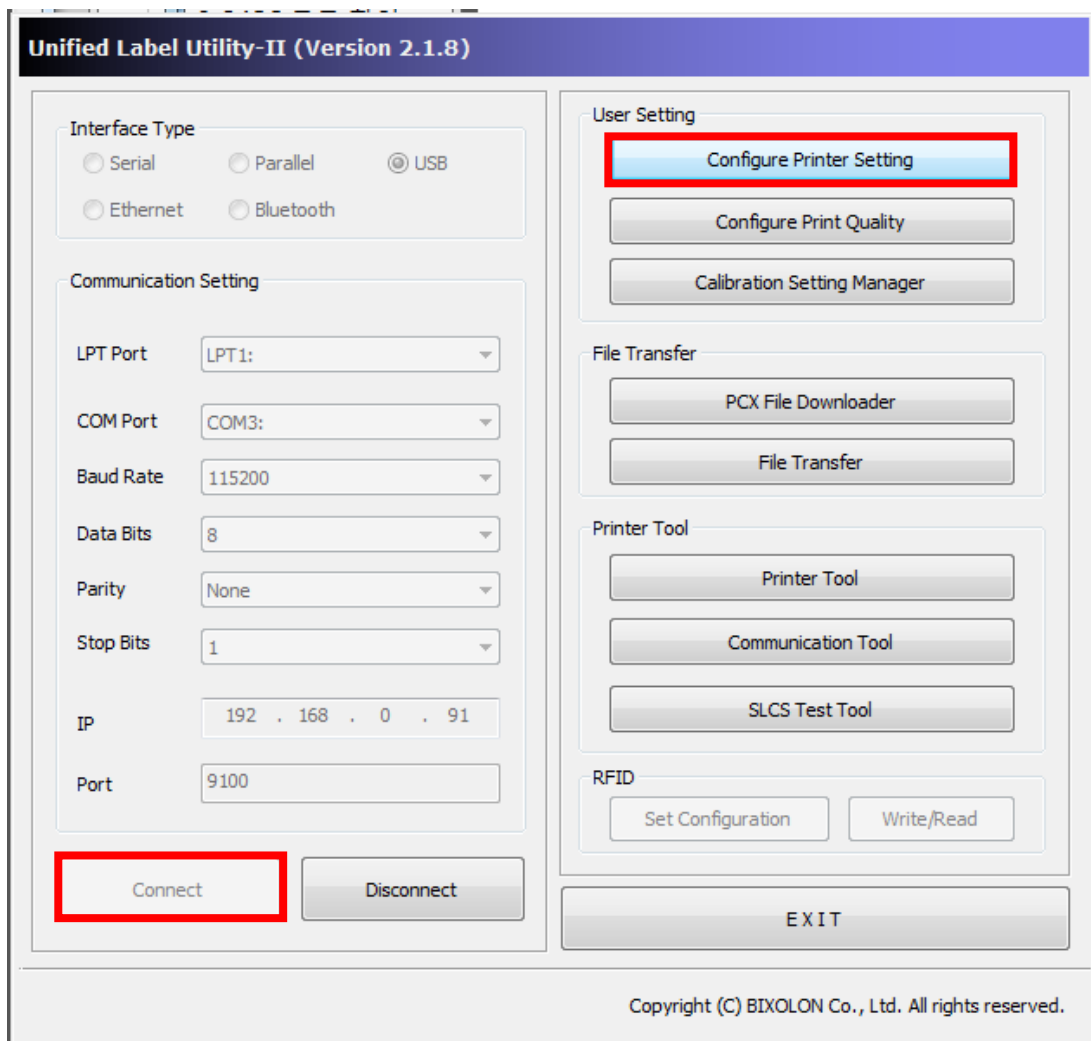 Unified Label Utility-II (Version 2.1.8)
Interface Type
Serial
Parallel
USB
Ethernet
Bluetooth
Communication Setting
LPT Port
LPT1:
COM Port
COM3:
Baud Rate
115200
Data Bits
8
Parity
None
Stop Bits
1
IP
192 . 168 . 0 . 91
Port
9100
Connect
Disconnect
User Setting
Configure Printer Setting
Configure Print Quality
Calibration Setting Manager
File Transfer
PCX File Downloader
File Transfer
Printer Tool
Printer Tool
Communication Tool
SLCS Test Tool
RFID
Set Configuration
Write/Read
E X I T
Copyright (C) BIXOLON Co., Ltd. All rights reserved.